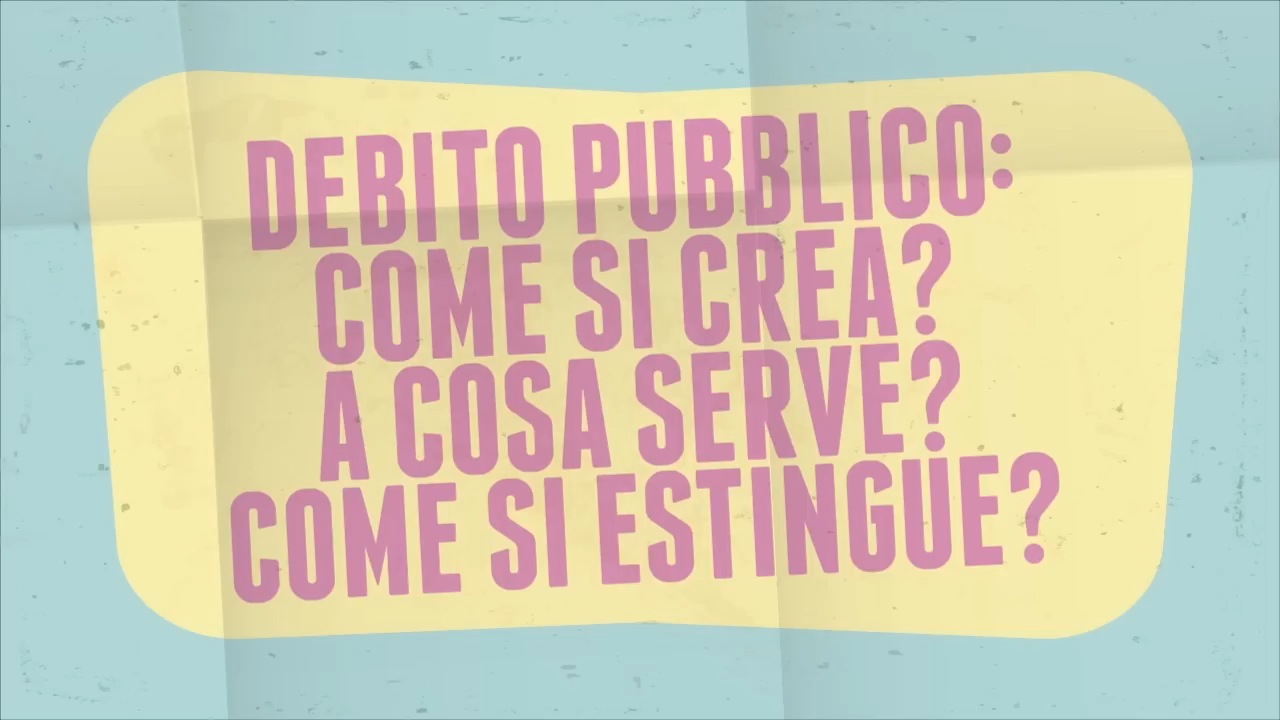 DEBITO PUBBLICO:
COME SI CREA?
A COSA SERVE?
COME SI ESTINGUE?